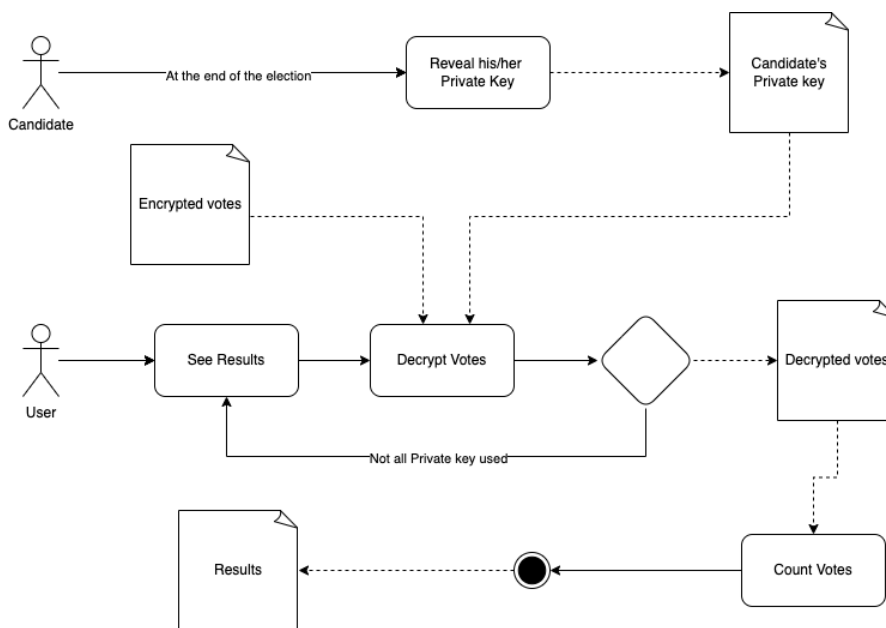 At the end of the election
Reveal his/her
Private Key
Candidate's
Private key
Candidate
Encrypted votes
See Results
Decrypt Votes
Decrypted votes
User
Not all Private key used
Results
Count Votes